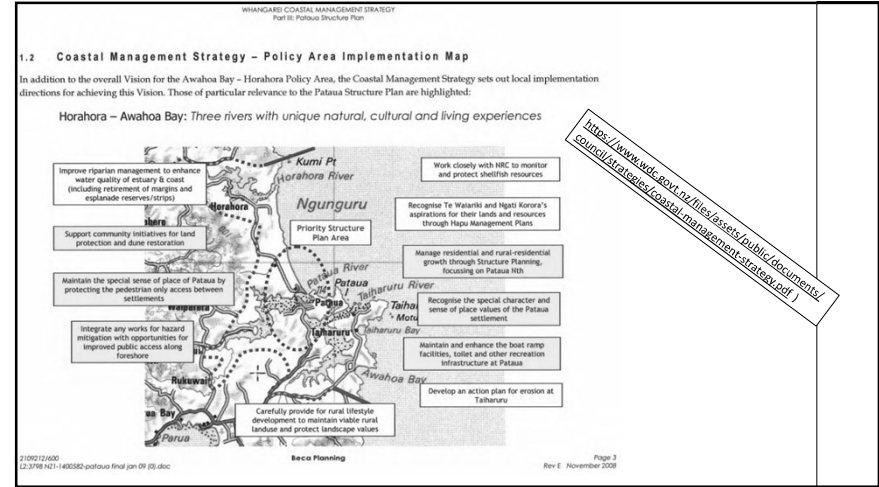 WHANGAREI COASTAL MANAGEMENT STRATEGY
Part III: Pataua Structure Plan
1.2 Coastal Management Strategy – Policy Area Implementation Map
In addition to the overall Vision for the Awahoa Bay – Horahora Policy Area, the Coastal Management Strategy sets out local implementation
directions for achieving this Vision. Those of particular relevance to the Pataua Structure Plan are highlighted:
Horahora – Awahoa Bay: Three rivers with unique natural, cultural and living experiences
Improve riparian management to enhance
water quality of estuary & coast
(including retirement of margins and
esplanade reserves/strips)
Support community initiatives for land
protection and dune restoration
Maintain the special sense of place of Pataua by
protecting the pedestrian only access between
settlements
Integrate any works for hazard
mitigation with opportunities for
improved public access along
foreshore
Kumi Pt
Horahora River
Ngunguru
Horahora
Priority Structure
Plan Area
Pataua River
Pataua
Taiharuru River
Pataua
Taiha
Motu
Taiharuru
Taiharuru Bay
Awahoa Bay
Rukuwai
ua Bay
Parua
Carefully provide for rural lifestyle
development to maintain viable rural
landuse and protect landscape values
Work closely with NRC to monitor
and protect shellfish resources
Recognise Te Waiariki and Ngati Korora's
aspirations for their lands and resources
through Hapu Management Plans
Manage residential and rural-residential
growth through Structure Planning,
focussing on Pataua Nth
Recognise the special character and
sense of place values of the Pataua
settlement
Maintain and enhance the boat ramp
facilities, toilet and other recreation
infrastructure at Pataua
Develop an action plan for erosion at
Taiharuru
https://www.wdc.govt.nz/files/assets/public/documents/
council/strategies/coastal-management-strategy.pdf )
2109212/600
L2:3798 NZ1-1400582-pataua final jan 09 (0).doc
Beca Planning
Page 3
Rev E November 2008